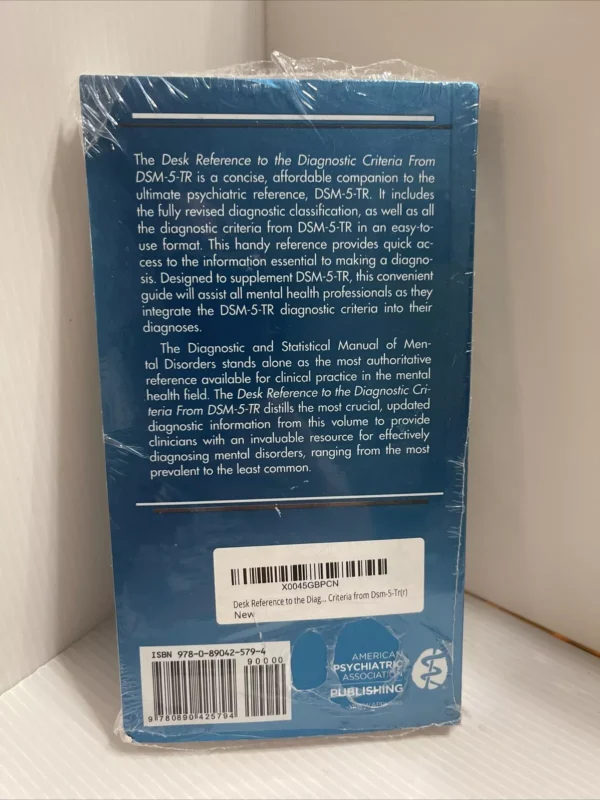 The Desk Reference to the Diagnostic Criteria From
DSM-5-TR is a concise, affordable companion to the
ultimate psychiatric reference, DSM-5-TR. It includes
the fully revised diagnostic classification, as well as all
the diagnostic criteria from DSM-5-TR in an easy-to-
use format. This handy reference provides quick ac-
cess to the information essential to making a diagno-
sis. Designed to supplement DSM-5-TR, this convenient
guide will assist all mental health professionals as they
integrate the DSM-5-TR diagnostic criteria into their
diagnoses.
The Diagnostic and Statistical Manual of Men-
tal Disorders stands alone as the most authoritative
reference available for clinical practice in the mental
health field. The Desk Reference to the Diagnostic Cri-
teria From DSM-5-TR distills the most crucial, updated
diagnostic information from this volume to provide
clinicians with an invaluable resource for effectively
diagnosing mental disorders, ranging from the most
prevalent to the least common.
X0045GBPCN
Desk Reference to the Diag... Criteria from Dsm-5-Tr(r)
New
ISBN 978-0-89042-579-4
90000
9 780890 425794
AMERICAN
PSYCHIATRIC
ASSOCIATION
PUBLISHING